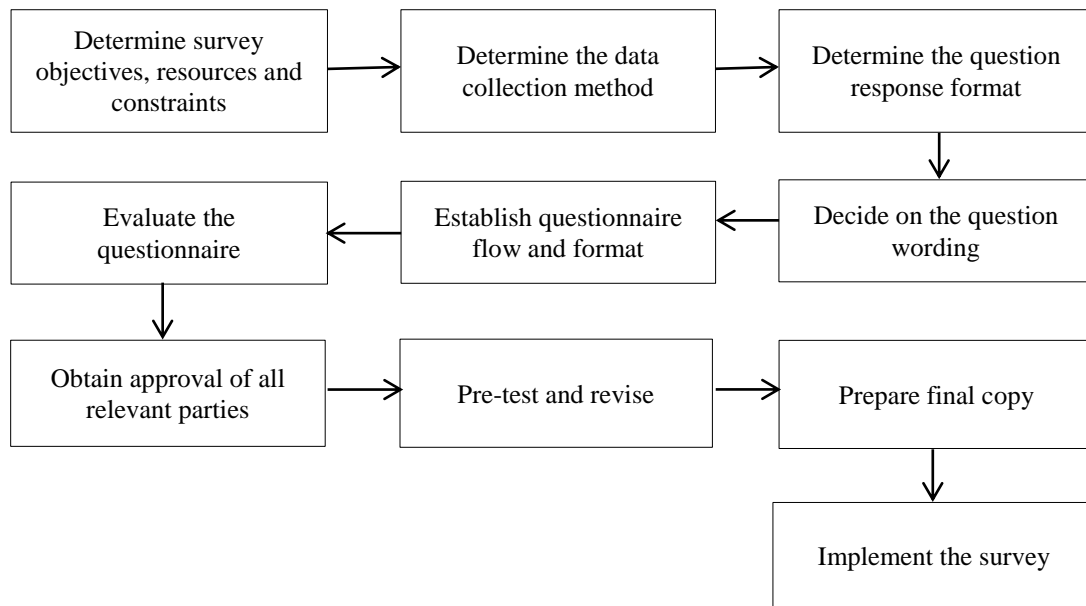 Determine survey
objectives, resources and
constraints
Determine the data
collection method
Determine the question
response format
Decide on the question
wording
Establish questionnaire
flow and format
Evaluate the
questionnaire
Obtain approval of all
relevant parties
Pre-test and revise
Prepare final copy
Implement the survey